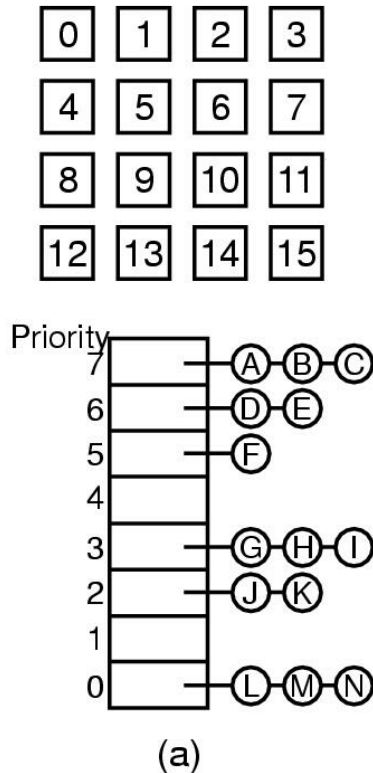 0 1 2 3
4 5 6 7
8 9 10 11
12 13 14 15
Priority
7 A B C
6 D E
5 F
4
3 G H I
2 J K
1
0 L M N
(a)